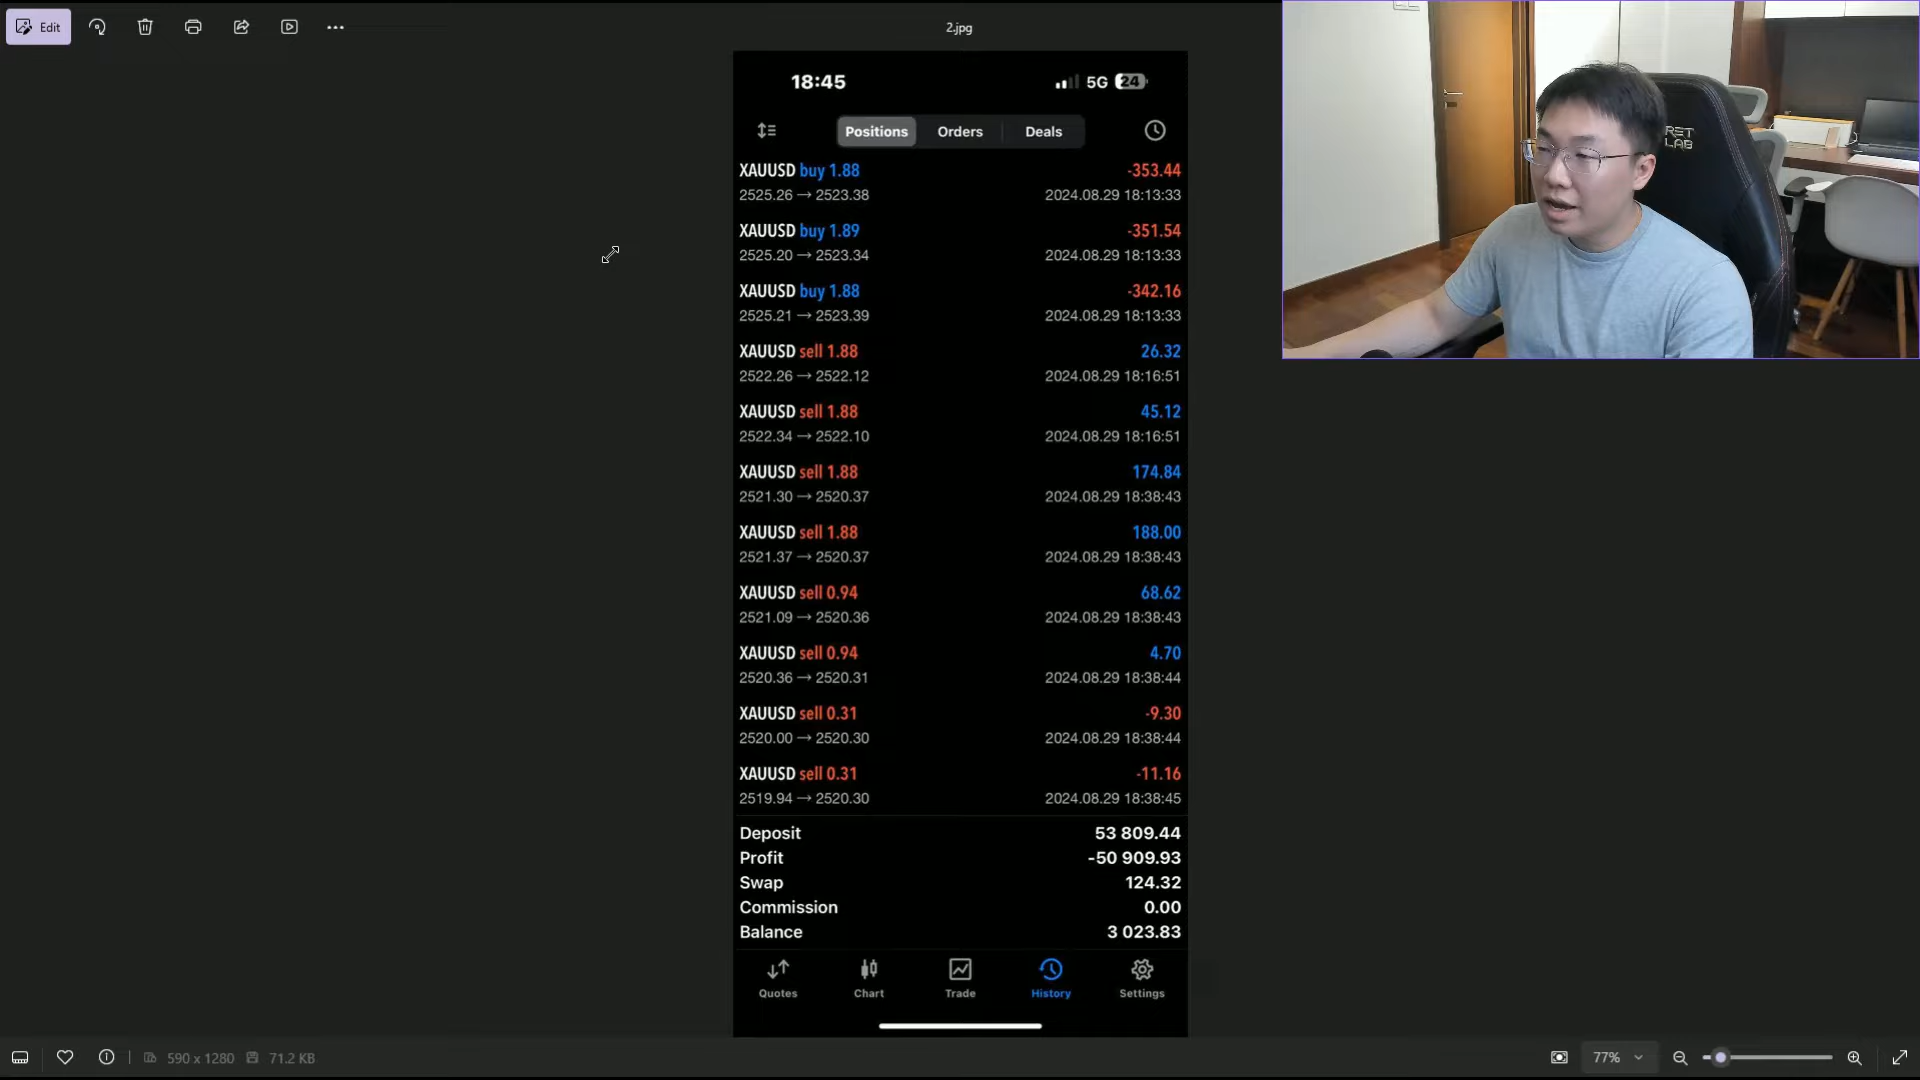 Edit
2.jpg
18:45
5G 24
Positions Orders Deals
XAUUSD buy 1.88 -353.44
2525.26 → 2523.38 2024.08.29 18:13:33
XAUUSD buy 1.89 -351.54
2525.20 → 2523.34 2024.08.29 18:13:33
XAUUSD buy 1.88 -342.16
2525.21 → 2523.39 2024.08.29 18:13:33
XAUUSD sell 1.88 26.32
2522.26 → 2522.12 2024.08.29 18:16:51
XAUUSD sell 1.88 45.12
2522.34 → 2522.10 2024.08.29 18:16:51
XAUUSD sell 1.88 174.84
2521.30 → 2520.37 2024.08.29 18:38:43
XAUUSD sell 1.88 188.00
2521.37 → 2520.37 2024.08.29 18:38:43
XAUUSD sell 0.94 68.62
2521.09 → 2520.36 2024.08.29 18:38:43
XAUUSD sell 0.94 4.70
2520.36 → 2520.31 2024.08.29 18:38:44
XAUUSD sell 0.31 -9.30
2520.00 → 2520.30 2024.08.29 18:38:44
XAUUSD sell 0.31 -11.16
2519.94 → 2520.30 2024.08.29 18:38:45
Deposit 53 809.44
Profit -50 909.93
Swap 124.32
Commission 0.00
Balance 3 023.83
Quotes Chart Trade History Settings
590 x 1280 71.2 KB
77%
RET
LAB